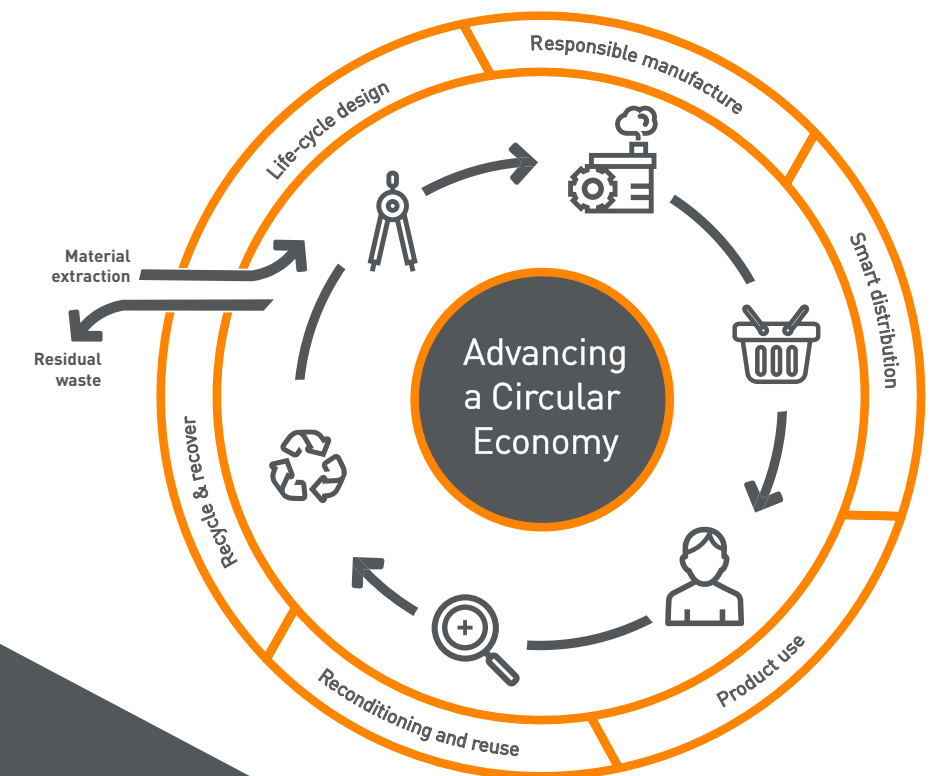 Responsible manufacture
Life-cycle design
Smart distribution
Material
extraction
Residual
waste
Advancing
a Circular
Economy
Recycle & recover
Product use
Reconditioning and reuse